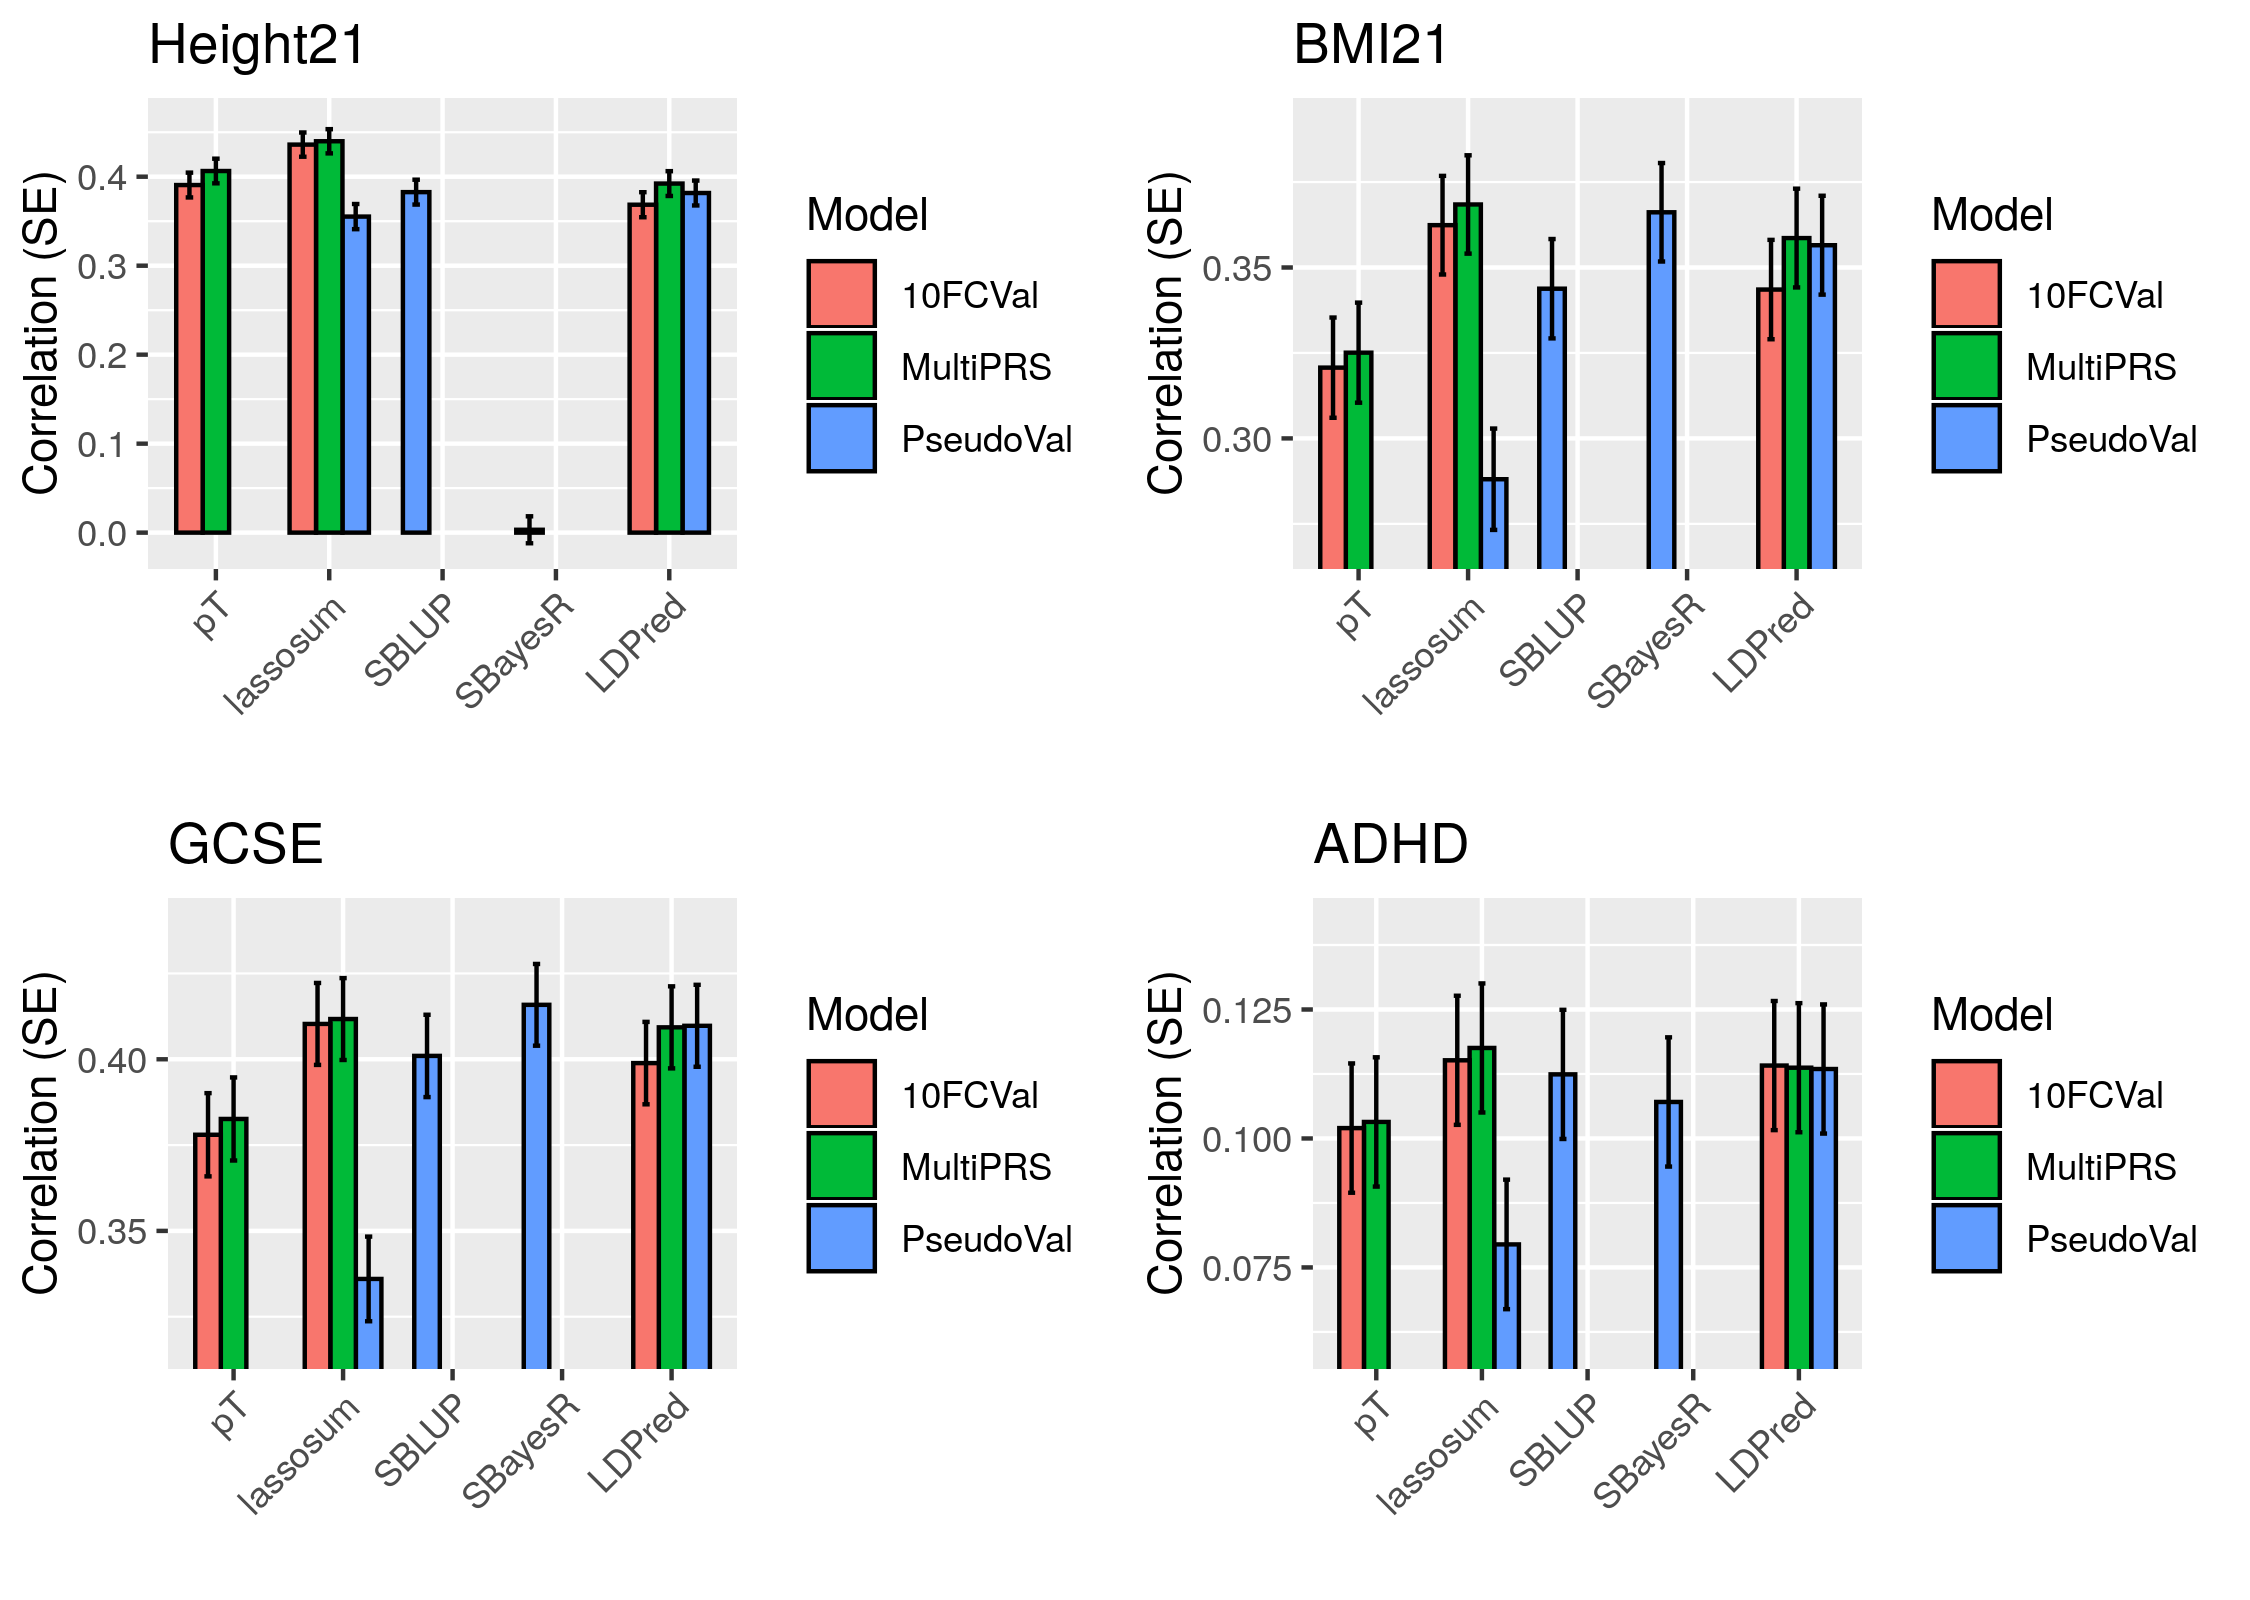 Height21
Correlation (SE)
0.4
0.3
0.2
0.1
0.0
pT
lassosum
SBLUP
SBayesR
LDPred
Model
10FCVal
MultiPRS
PseudoVal
BMI21
Correlation (SE)
0.35
0.30
pT
lassosum
SBLUP
SBayesR
LDPred
Model
10FCVal
MultiPRS
PseudoVal
GCSE
Correlation (SE)
0.40
0.35
pT
lassosum
SBLUP
SBayesR
LDPred
Model
10FCVal
MultiPRS
PseudoVal
ADHD
Correlation (SE)
0.125
0.100
0.075
pT
lassosum
SBLUP
SBayesR
LDPred
Model
10FCVal
MultiPRS
PseudoVal